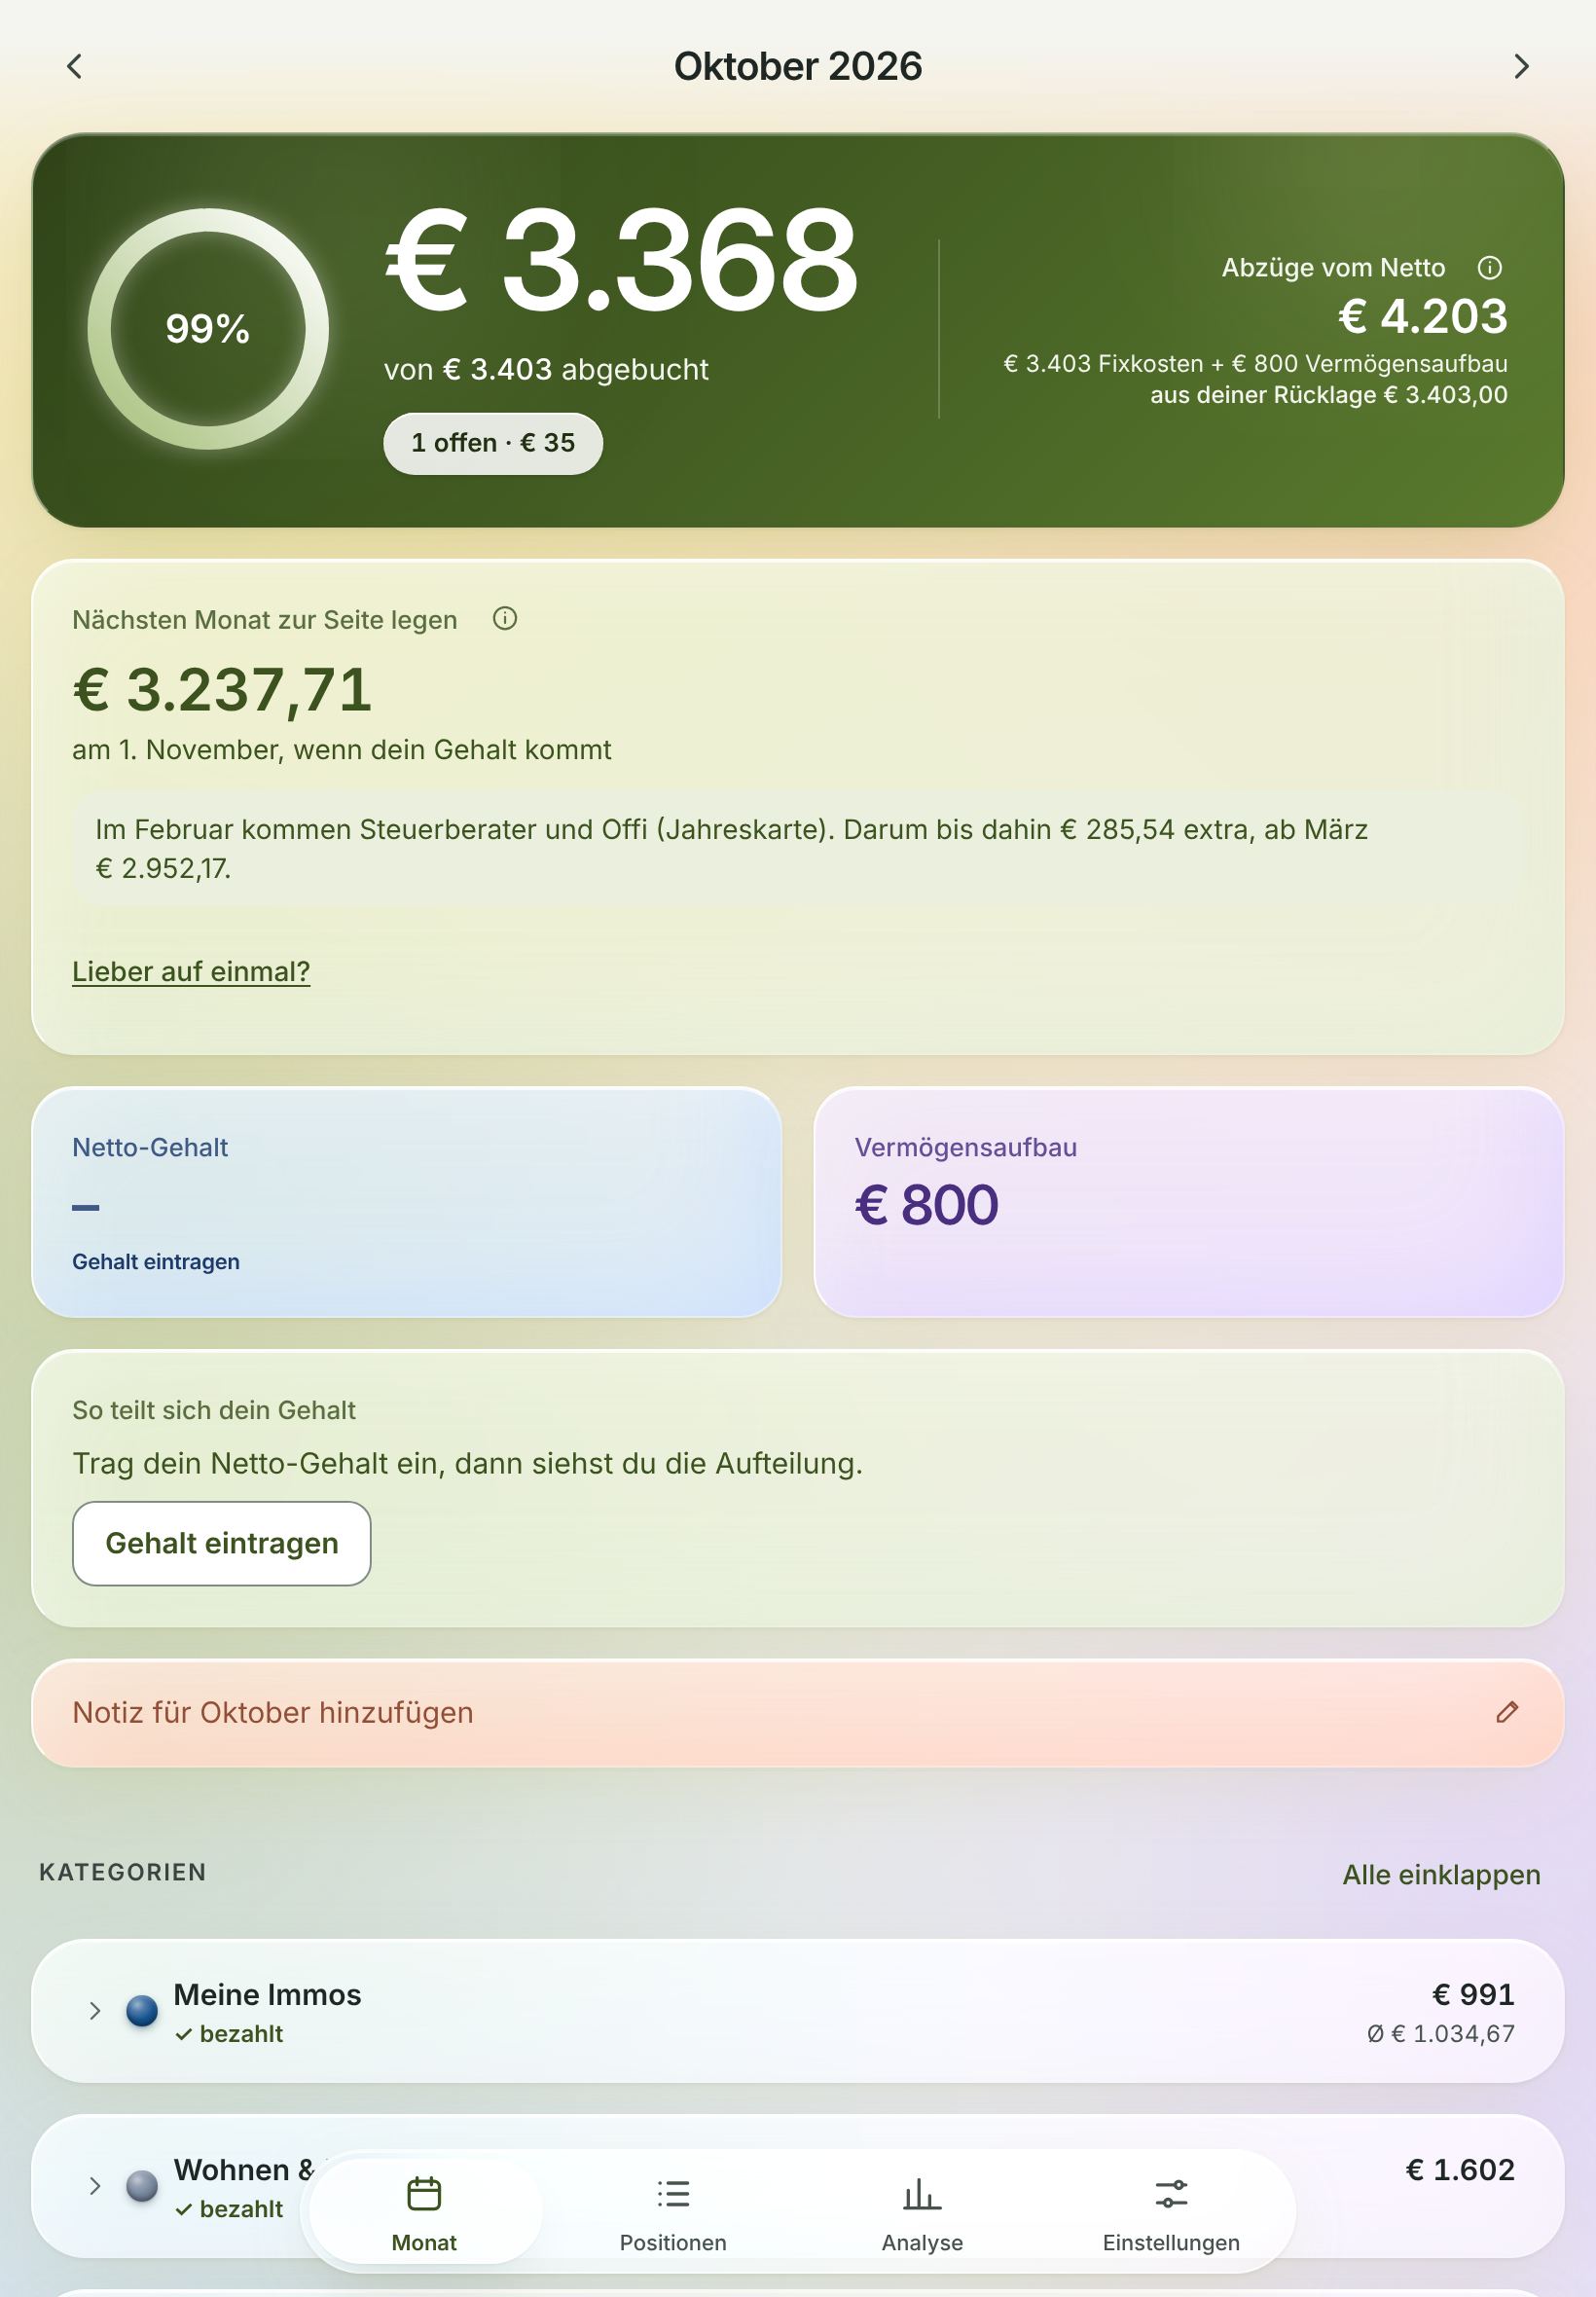 Oktober 2026
99%
€ 3.368
von € 3.403 abgebucht
1 offen · € 35
Abzüge vom Netto
€ 4.203
€ 3.403 Fixkosten + € 800 Vermögensaufbau
aus deiner Rücklage € 3.403,00
Nächsten Monat zur Seite legen
€ 3.237,71
am 1. November, wenn dein Gehalt kommt
Im Februar kommen Steuerberater und Offi (Jahreskarte). Darum bis dahin € 285,54 extra, ab März
€ 2.952,17.
Lieber auf einmal?
Netto-Gehalt
–
Gehalt eintragen
Vermögensaufbau
€ 800
So teilt sich dein Gehalt
Trag dein Netto-Gehalt ein, dann siehst du die Aufteilung.
Gehalt eintragen
Notiz für Oktober hinzufügen
KATEGORIEN
Alle einklappen
Meine Immos
✓ bezahlt
€ 991
Ø € 1.034,67
Wohnen &
✓ bezahlt
€ 1.602
Monat
Positionen
Analyse
Einstellungen